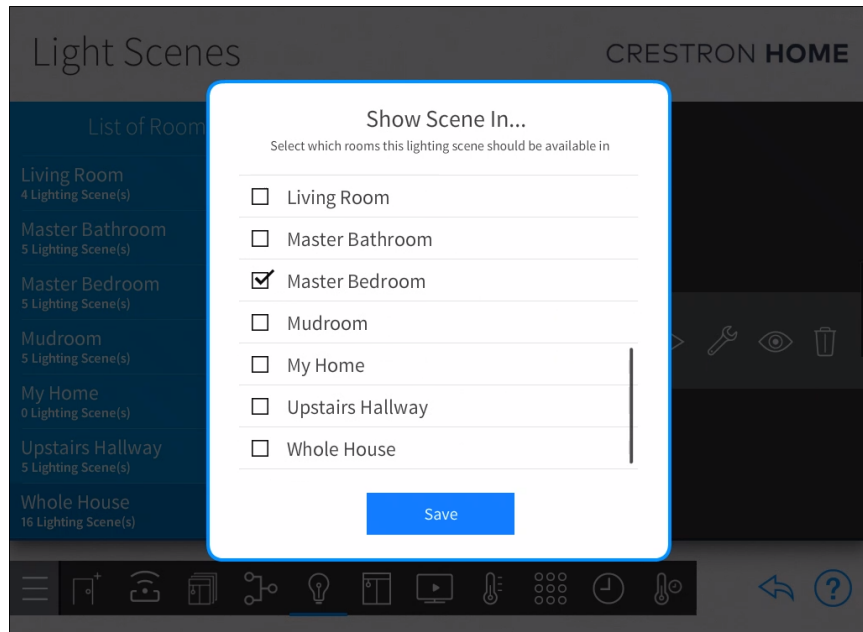 Light Scenes
CRESTRON HOME
List of Room
Living Room
4 Lighting Scene(s)
Master Bathroom
5 Lighting Scene(s)
Master Bedroom
5 Lighting Scene(s)
Mudroom
5 Lighting Scene(s)
My Home
0 Lighting Scene(s)
Upstairs Hallway
5 Lighting Scene(s)
Whole House
16 Lighting Scene(s)
Show Scene In...
Select which rooms this lighting scene should be available in
Living Room
Master Bathroom
Master Bedroom
Mudroom
My Home
Upstairs Hallway
Whole House
Save
?